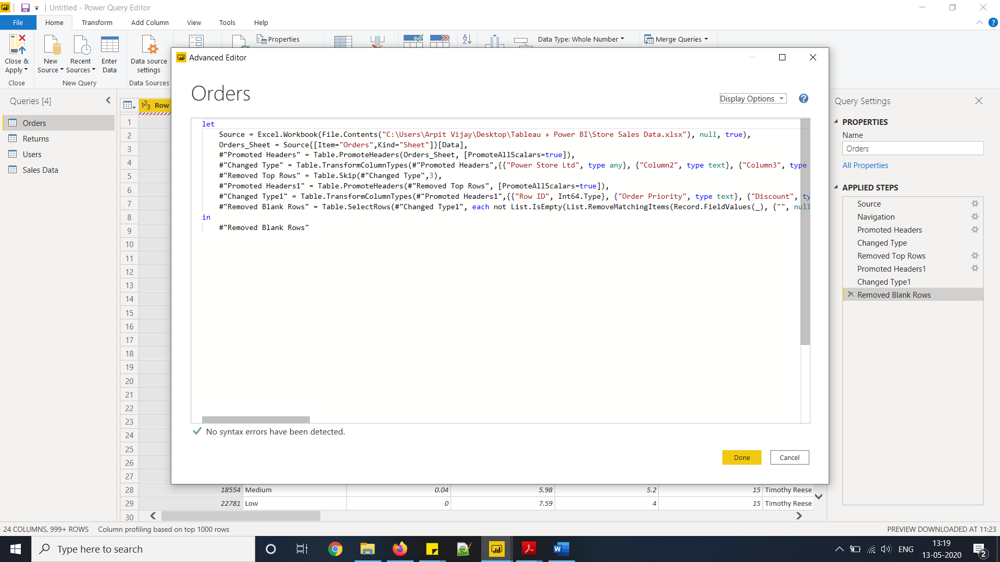 Untitled - Power Query Editor
File Home Transform Add Column View Tools Help
Close & Apply
New Source
Recent Sources
Enter Data
Data source settings
Properties
Data Type: Whole Number
Merge Queries
Close
New Query
Data Sources
Advanced Editor
Orders
Display Options
let
Source = Excel.Workbook(File.Contents("C:\Users\Arpit Vijay\Desktop\Tableau + Power BI\Store Sales Data.xlsx"), null, true),
Orders_Sheet = Source{[Item="Orders",Kind="Sheet"]}[Data],
#"Promoted Headers" = Table.PromoteHeaders(Orders_Sheet, [PromoteAllScalars=true]),
#"Changed Type" = Table.TransformColumnTypes(#"Promoted Headers",{{"Power Store Ltd", type any}, {"Column2", type text}, {"Column3", type
#"Removed Top Rows" = Table.Skip(#"Changed Type",3),
#"Promoted Headers1" = Table.PromoteHeaders(#"Removed Top Rows", [PromoteAllScalars=true]),
#"Changed Type1" = Table.TransformColumnTypes(#"Promoted Headers1",{{"Row ID", Int64.Type}, {"Order Priority", type text}, {"Discount", ty
#"Removed Blank Rows" = Table.SelectRows(#"Changed Type1", each not List.IsEmpty(List.RemoveMatchingItems(Record.FieldValues(_), {"", null
in
#"Removed Blank Rows"
No syntax errors have been detected.
Done
Cancel
Queries [4]
Orders
Returns
Users
Sales Data
Row
1
2
3
4
5
6
7
8
9
10
11
12
13
14
15
16
17
18
19
20
21
22
23
24
25
26
27
28 18554 Medium 0.04 5.98 5.2 15 Timothy Reese
29 22781 Low 0 7.59 4 15 Timothy Reese
30
Query Settings
PROPERTIES
Name
Orders
All Properties
APPLIED STEPS
Source
Navigation
Promoted Headers
Changed Type
Removed Top Rows
Promoted Headers1
Changed Type1
Removed Blank Rows
24 COLUMNS, 999+ ROWS Column profiling based on top 1000 rows
PREVIEW DOWNLOADED AT 11:23
Type here to search
ENG
13:19
13-05-2020
2